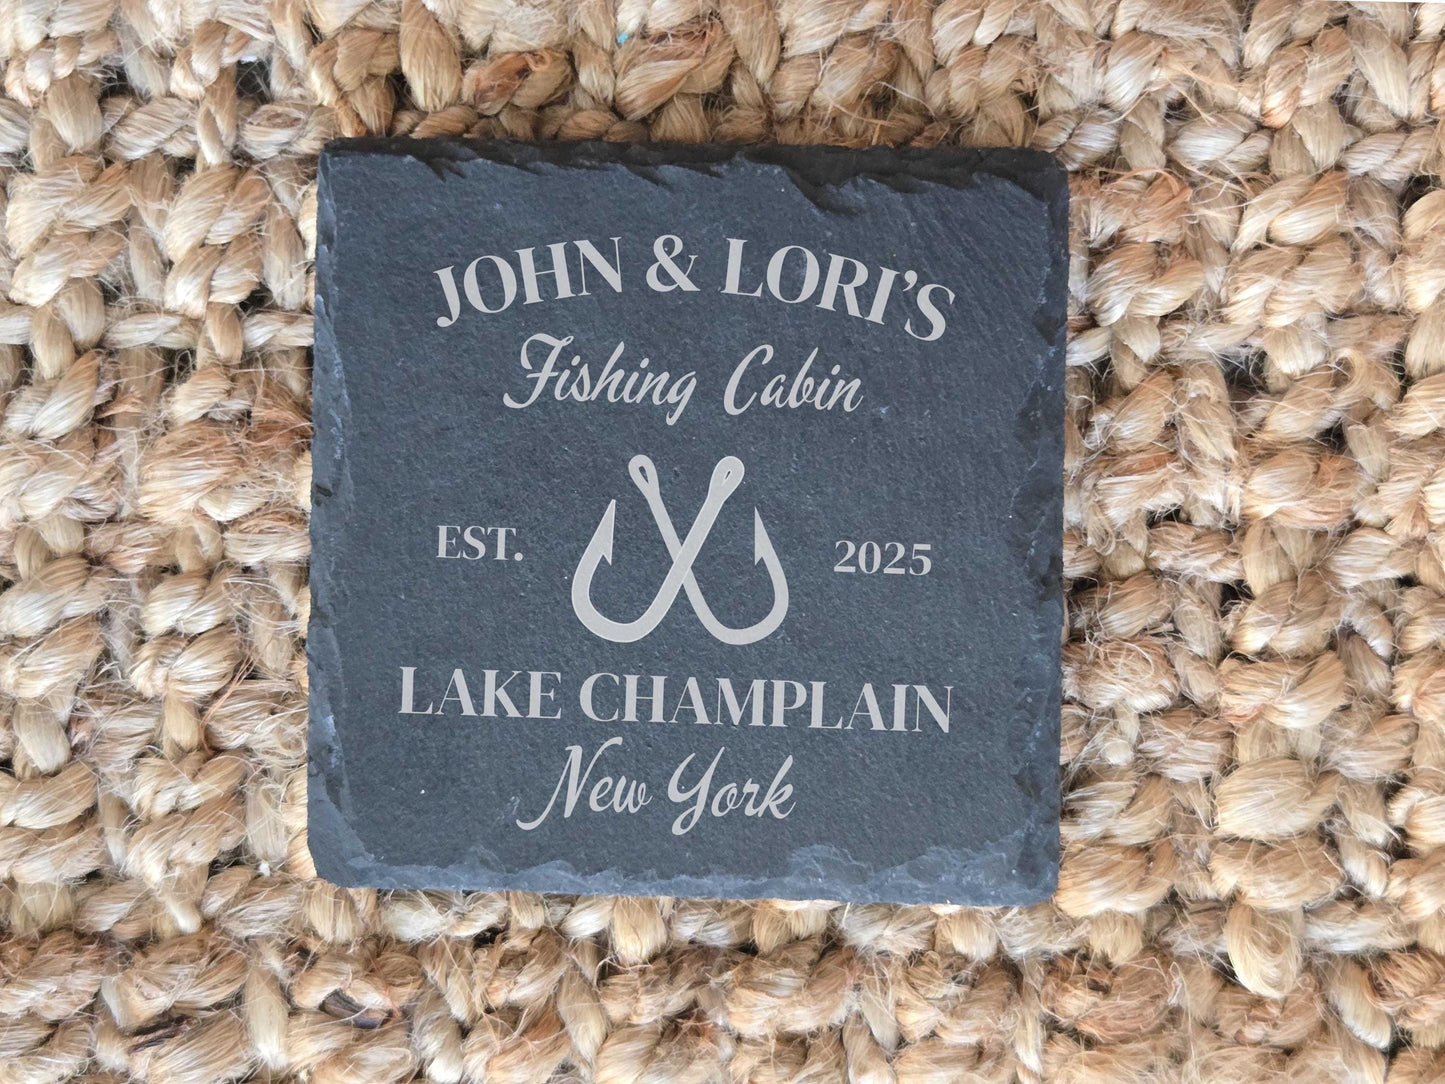 JOHN & LORI'S
Fishing Cabin
EST. 2025
LAKE CHAMPLAIN
New York